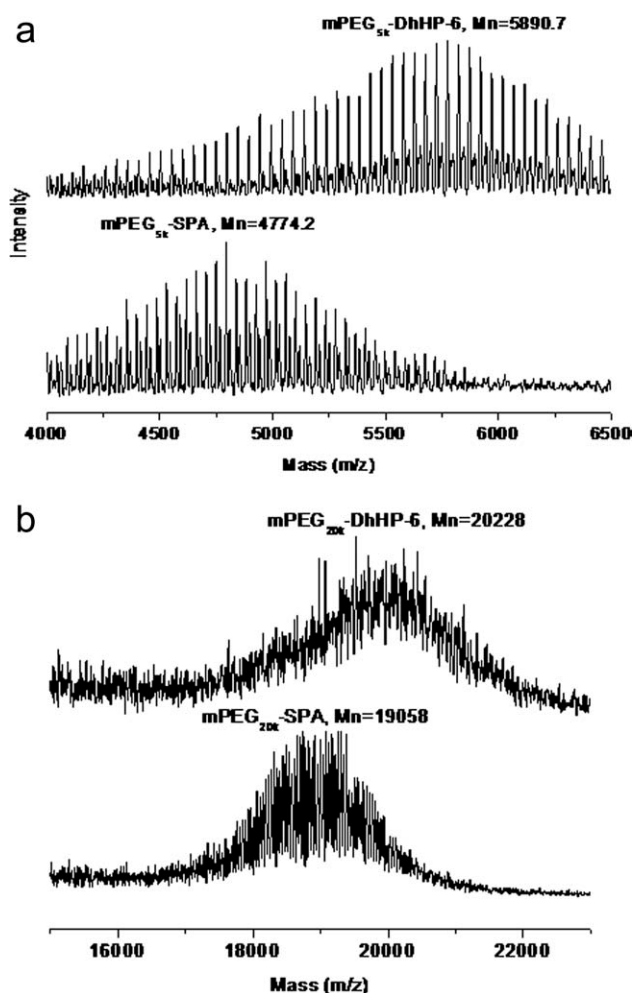 a
mPEG5k-DhHP-6, Mn=5890.7
mPEG5k-SPA, Mn=4774.2
Intensity
4000 4500 5000 5500 6000 6500
Mass (m/z)
b
mPEG20k-DhHP-6, Mn=20228
mPEG20k-SPA, Mn=19058
16000 18000 20000 22000
Mass (m/z)